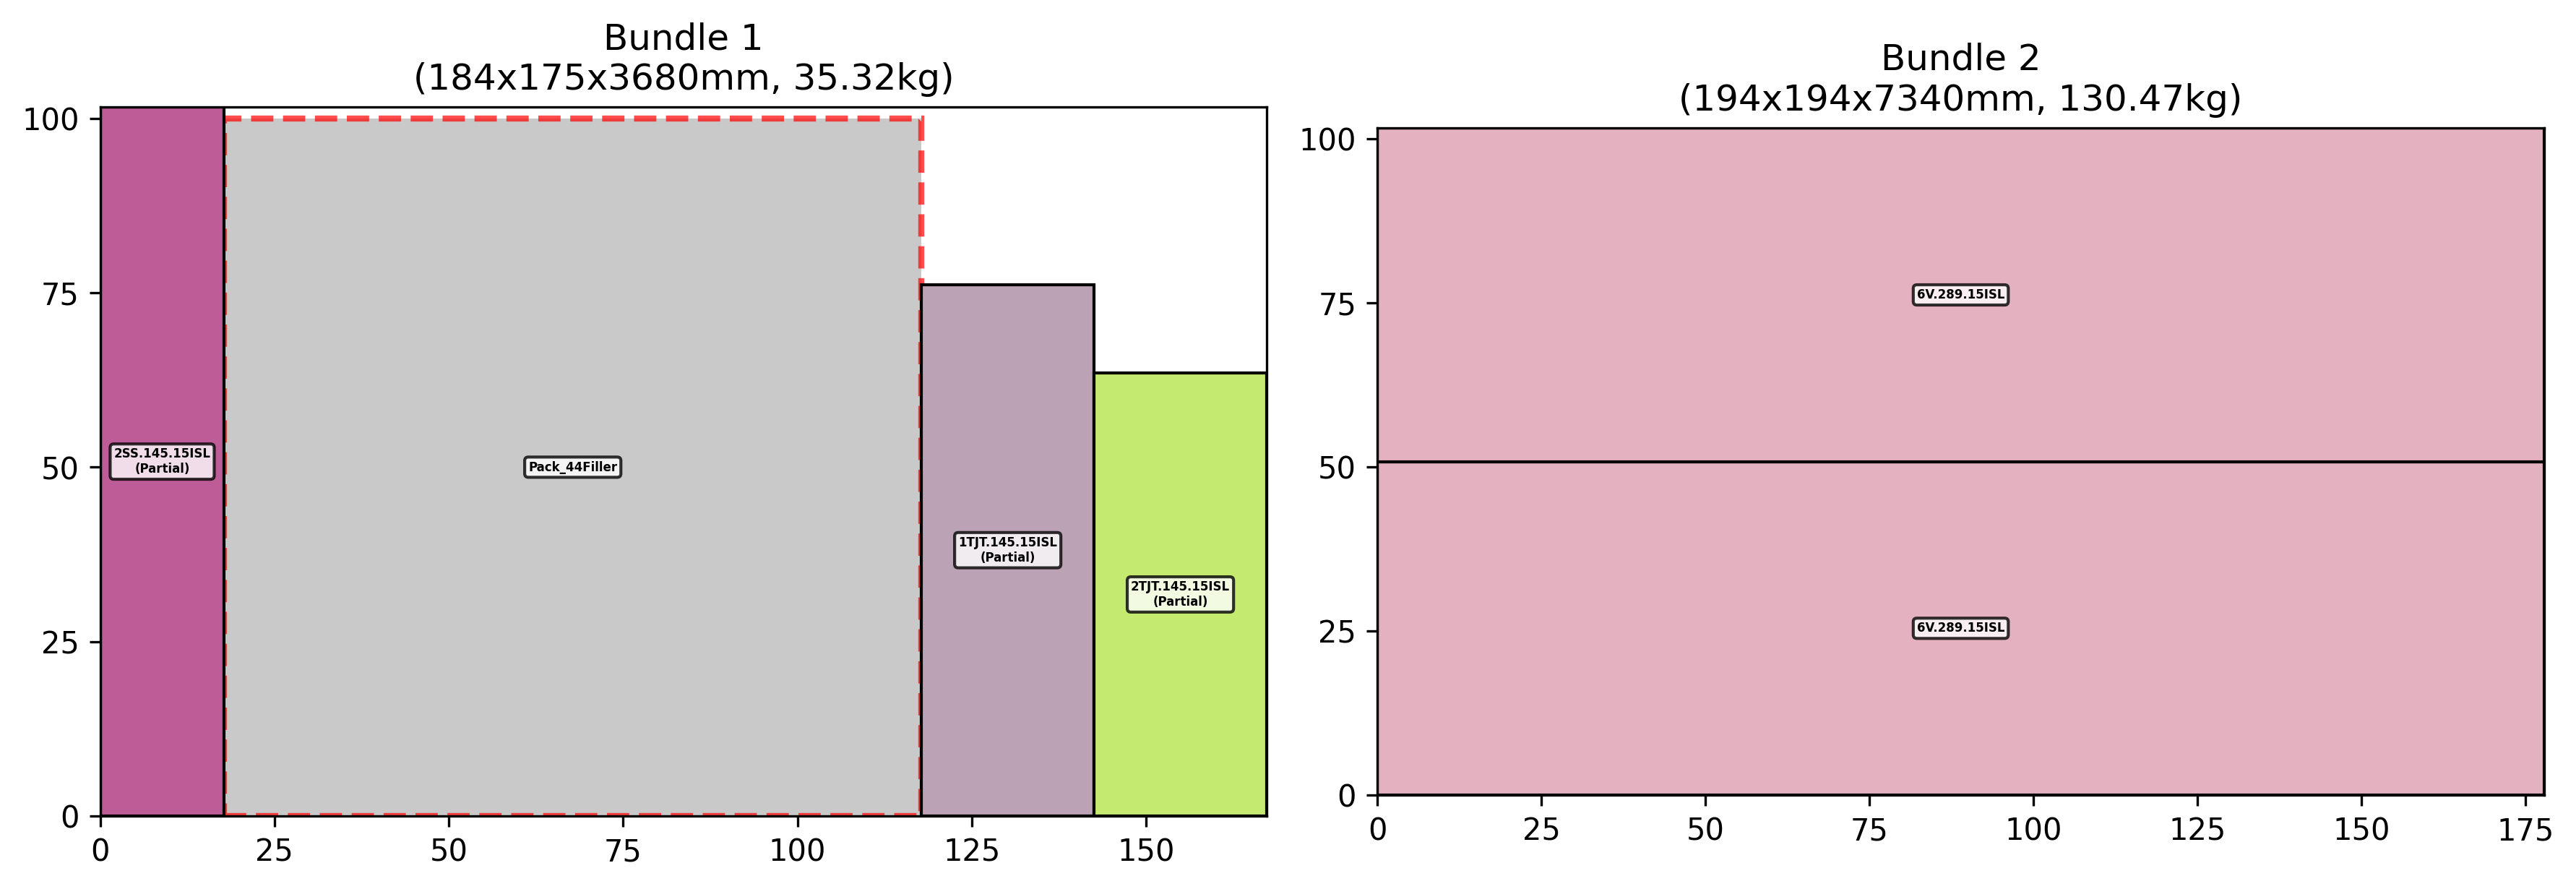 Bundle 1
(184x175x3680mm, 35.32kg)
100
75
50
25
0
2SS.145.15ISL
(Partial)
Pack_44Filler
1TJT.145.15ISL
(Partial)
2TJT.145.15ISL
(Partial)
0 25 50 75 100 125 150
Bundle 2
(194x194x7340mm, 130.47kg)
100
75
50
25
0
6V.289.15ISL
6V.289.15ISL
0 25 50 75 100 125 150 175